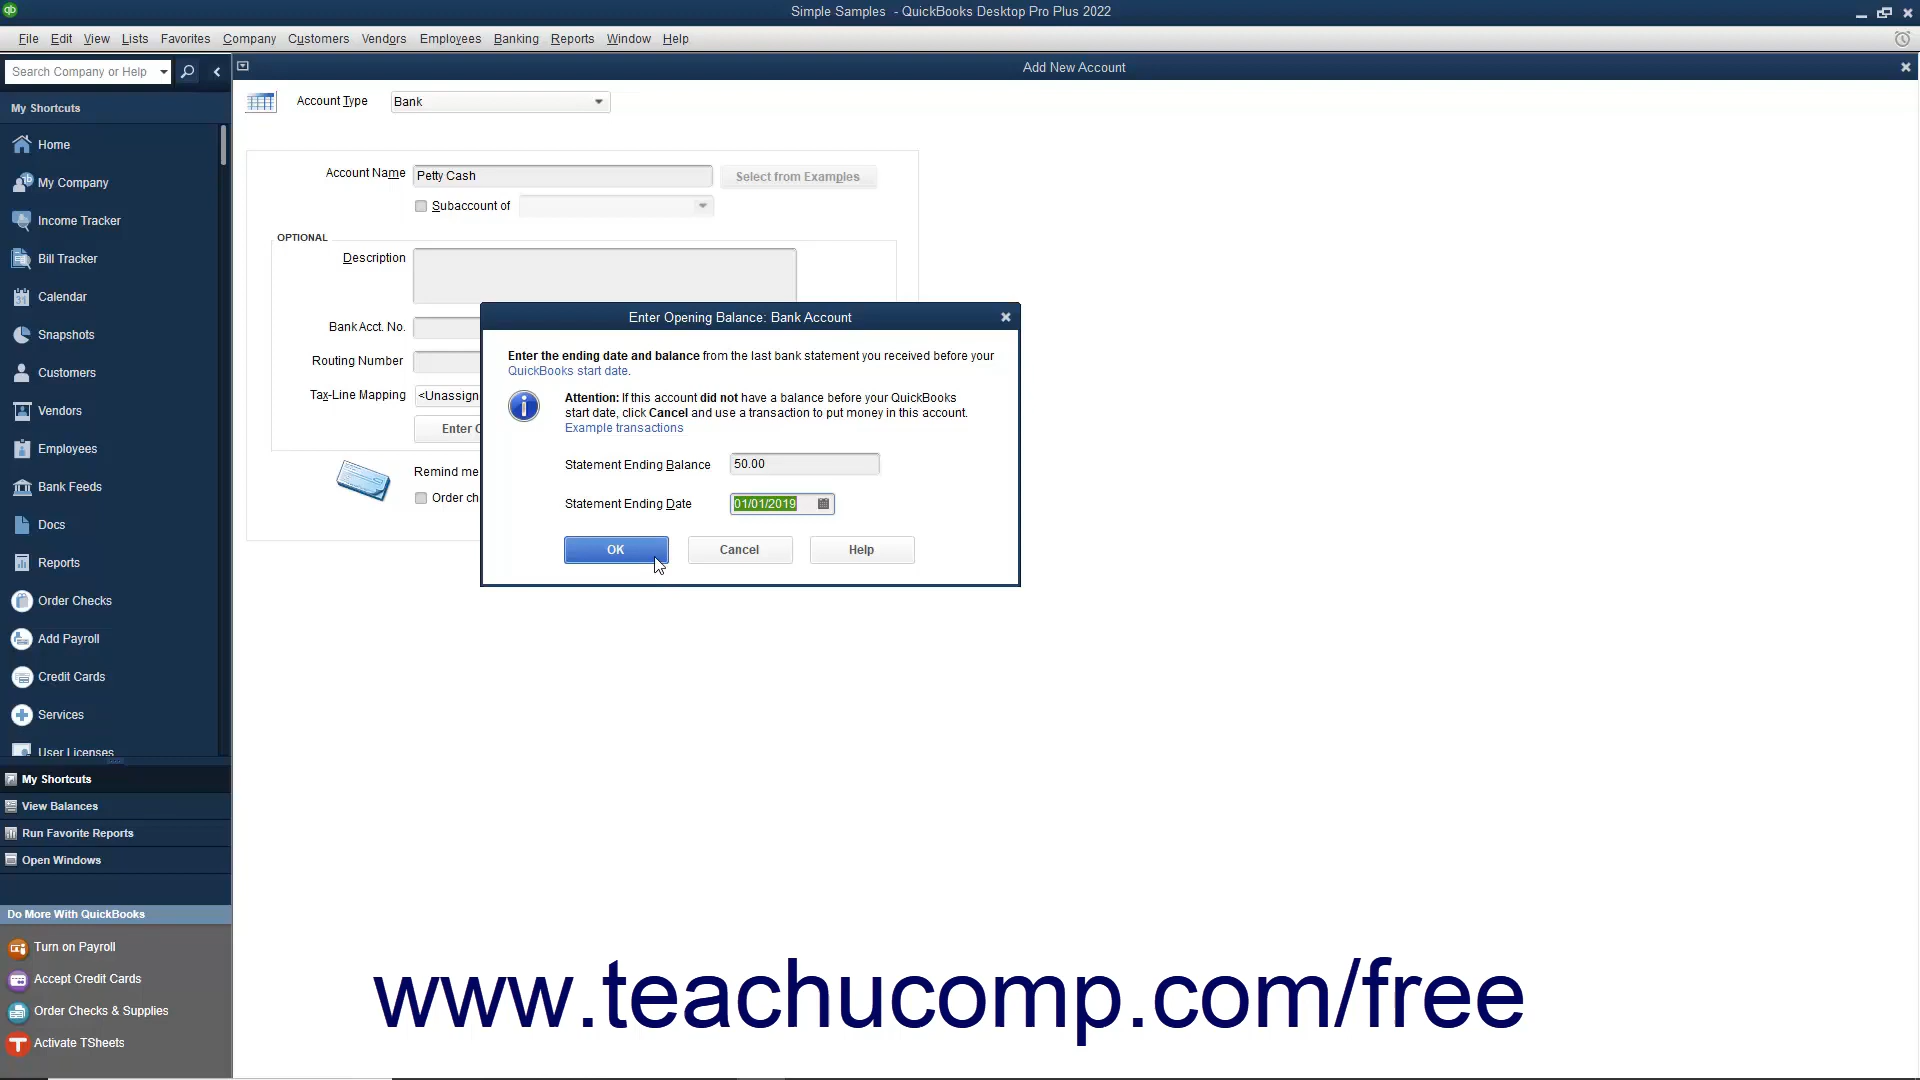 Simple Samples - QuickBooks Desktop Pro Plus 2022
File Edit View Lists Favorites Company Customers Vendors Employees Banking Reports Window Help
Search Company or Help
Add New Account
My Shortcuts
Home
My Company
Income Tracker
Bill Tracker
Calendar
Snapshots
Customers
Vendors
Employees
Bank Feeds
Docs
Reports
Order Checks
Add Payroll
Credit Cards
Services
User Licenses
My Shortcuts
View Balances
Run Favorite Reports
Open Windows
Do More With QuickBooks
Turn on Payroll
Accept Credit Cards
Order Checks & Supplies
Activate TSheets
Account Type Bank
Account Name Petty Cash Select from Examples
Subaccount of
OPTIONAL
Description
Bank Acct. No.
Routing Number
Tax-Line Mapping <Unassign
Enter
Remind me
Order ch
Enter Opening Balance: Bank Account
Enter the ending date and balance from the last bank statement you received before your
QuickBooks start date.
Attention: If this account did not have a balance before your QuickBooks
start date, click Cancel and use a transaction to put money in this account.
Example transactions
Statement Ending Balance 50.00
Statement Ending Date 01/01/2019
OK Cancel Help
www.teachucomp.com/free